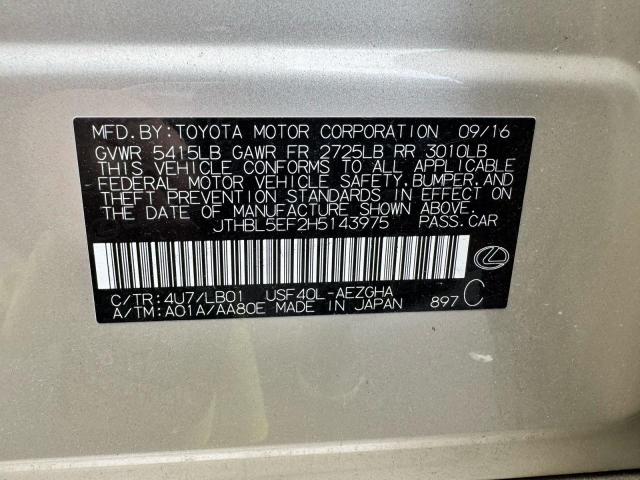 MFD.BY:TOYOTA MOTOR CORPORATION 09/16
GVWR 5415LB GAWR FR 2725LB RR 3010LB
THIS VEHICLE CONFORMS TO ALL APPLICABLE
FEDERAL MOTOR VEHICLE SAFETY,BUMPER,AND
THEFT PREVENTION STANDARDS IN EFFECT ON
THE DATE OF MANUFACTURE SHOWN ABOVE.
JTHBL5EF2H5143975 PASS.CAR
C/TR:4U7/LB01 USF40L-AEZGHA
A/TM:A01A/AA80E MADE IN JAPAN 897 C